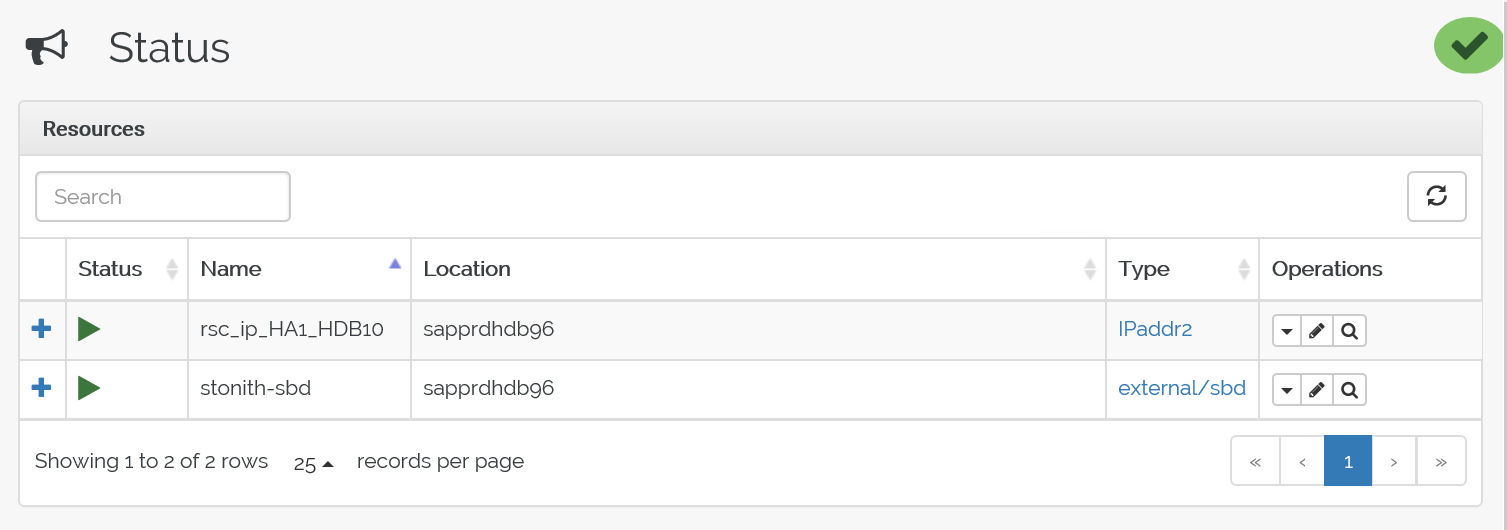 Status
Resources
Search
Status Name Location Type Operations
rsc_ip_HA1_HDB10 sapprdhdb96 IPaddr2
stonith-sbd sapprdhdb96 external/sbd
Showing 1 to 2 of 2 rows 25 records per page « ‹ 1 › »